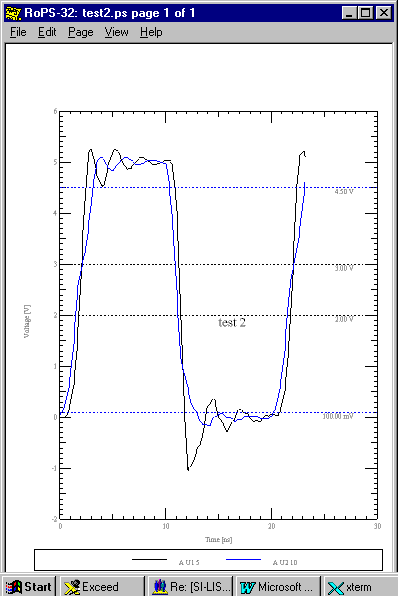 RoPS-32: test2.ps page 1 of 1
File Edit Page View Help
6
5
4.50 V
4
3
3.00 V
Voltage [V]
2
2.00 V
test 2
1
0
100.00 mV
-1
-2
0 10 20 30
Time [ns]
A U1 5 A U2 10
Start Exceed Re: [SI-LIS... Microsoft ... xterm